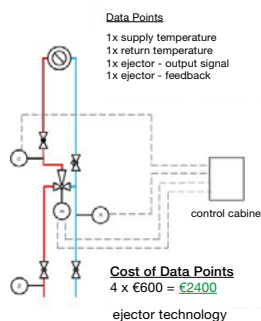 Data Points
1x supply temperature
1x return temperature
1x ejector - output signal
1x ejector - feedback
control cabine
Cost of Data Points
4 x €600 = €2400
ejector technology